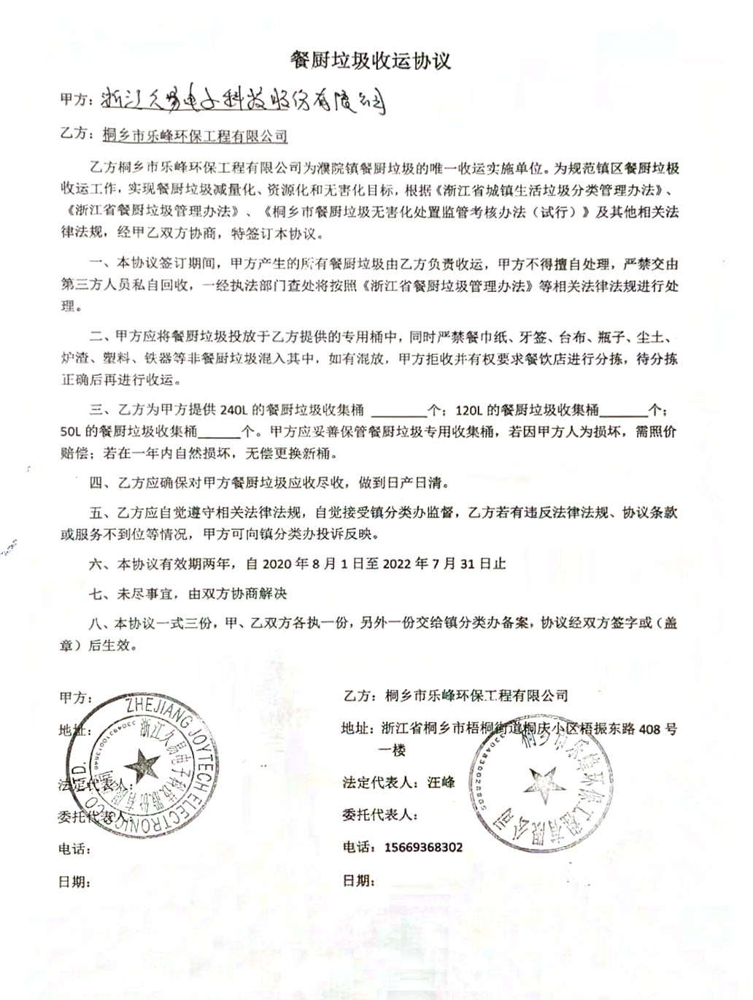 餐厨垃圾收运协议
甲方：浙江久易电子科技股份有限公司
乙方：桐乡市乐峰环保工程有限公司
乙方桐乡市乐峰环保工程有限公司为濮院镇餐厨垃圾的唯一收运实施单位。为规范镇区餐厨垃极
收运工作，实现餐厨垃圾减量化、资源化和无害化目标，根据《浙江省城镇生活垃圾分类管理办法》、
《浙江省餐厨垃圾管理办法》、《桐乡市餐厨垃圾无害化处置监管考核办法（试行）》及其他相关法
律法规，经甲乙双方协商，特签订本协议。
一、本协议签订期间，甲方产生的所有餐厨垃圾由乙方负责收运，甲方不得擅自处理，严禁交由
第三方人员私自回收，一经执法部门查处将按照《浙江省餐厨垃圾管理办法》等相关法律法规进行处
理。
二、甲方应将餐厨垃圾投放于乙方提供的专用桶中，同时严禁餐巾纸、牙签、台布、瓶子、尘土、
炉渣、塑料、铁器等非餐厨垃圾混入其中，如有混放，甲方拒收并有权要求餐饮店进行分拣，待分拣
正确后再进行收运。
三、乙方为甲方提供 240L 的餐厨垃圾收集桶 ________个；120L 的餐厨垃圾收集桶_______个；
50L 的餐厨垃圾收集桶______个。甲方应妥善保管餐厨垃圾专用收集桶，若因甲方人为损坏，需照价
赔偿；若在一年内自然损坏，无偿更换新桶。
四、乙方应确保对甲方餐厨垃圾应收尽收，做到日产日清。
五、乙方应自觉遵守相关法律法规，自觉接受镇分类办监督，乙方若有违反法律法规、协议条款
或服务不到位等情况，甲方可向镇分类办投诉反映。
六、本协议有效期两年，自 2020 年 8 月 1 日至 2022 年 7 月 31 日止
七、未尽事宜，由双方协商解决
八、本协议一式三份，甲、乙双方各执一份，另外一份交给镇分类办备案，协议经双方签字或（盖
章）后生效。
甲方：
地址：
法定代表人：
委托代表人：
电话：
日期：
ZHEJIANG JOYTECH ELECTRONIC CO.,LTD.
浙江久易电子科技股份有限公司
乙方：桐乡市乐峰环保工程有限公司
地址：浙江省桐乡市梧桐街道桐庆小区梧振东路 408 号
一楼
法定代表人：汪峰
委托代表人：
电话：15669368302
日期：
桐乡市乐峰环保工程有限公司